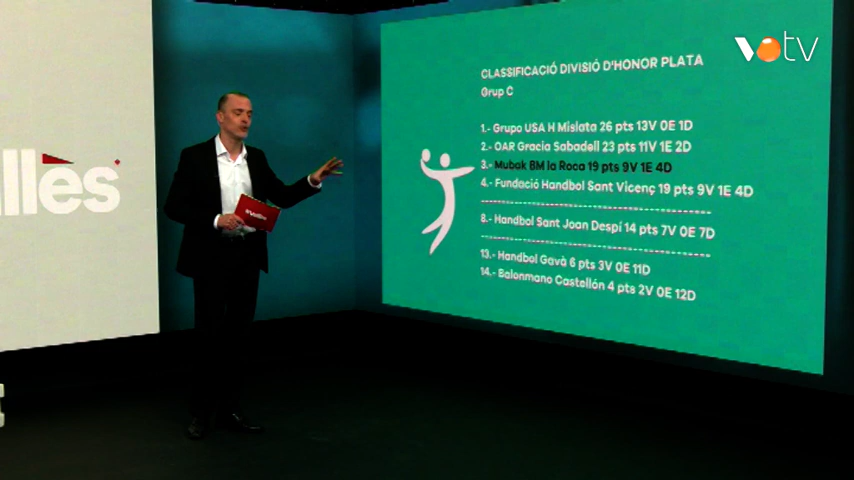 votv
CLASSIFICACIÓ DIVISIÓ D'HONOR PLATA
Grup C
1.- Grupo USA H Mislata 26 pts 13V 0E 1D
2.- OAR Gracia Sabadell 23 pts 11V 1E 2D
3.- Mubak BM la Roca 19 pts 9V 1E 4D
4.- Fundació Handbol Sant Vicenç 19 pts 9V 1E 4D
8.- Handbol Sant Joan Despí 14 pts 7V 0E 7D
13.- Handbol Gavà 6 pts 3V 0E 11D
14.- Balonmano Castellón 4 pts 2V 0E 12D